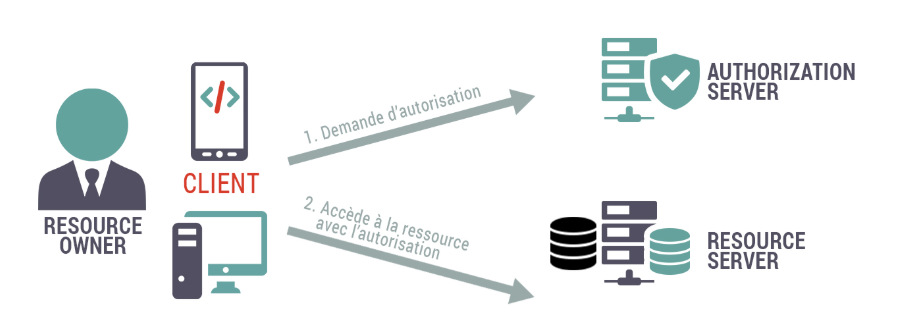 RESOURCE
OWNER
</>
CLIENT
1. Demande d'autorisation
2. Accède à la ressource
avec l'autorisation
AUTHORIZATION
SERVER
RESOURCE
SERVER